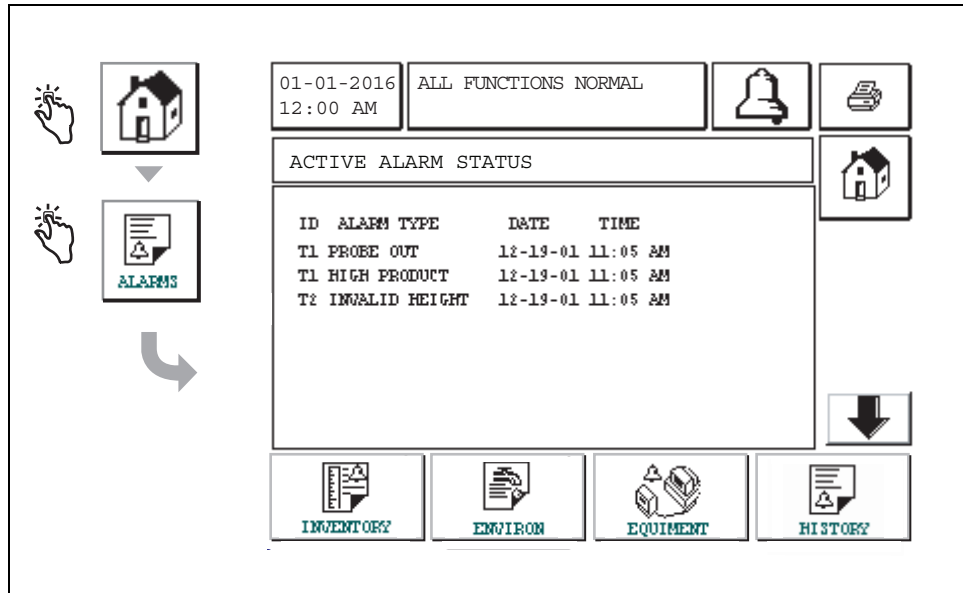 01-01-2016
12:00 AM
ALL FUNCTIONS NORMAL
ACTIVE ALARM STATUS
ID ALARM TYPE DATE TIME
T1 PROBE OUT 12-19-01 11:05 AM
T1 HIGH PRODUCT 12-19-01 11:05 AM
T2 INVALID HEIGHT 12-19-01 11:05 AM
ALARMS
INVENTORY
ENVIRON
EQUIMENT
HISTORY